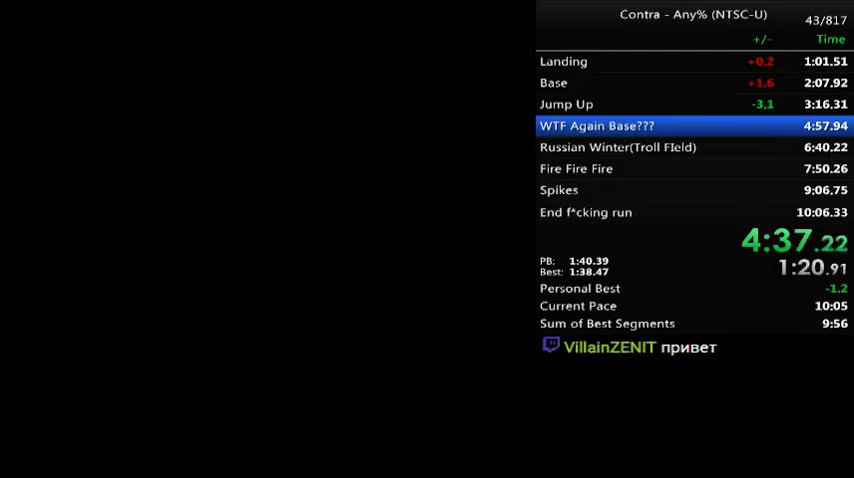 Contra - Any% (NTSC-U)
43/817
+/- Time
Landing +0.2 1:01.51
Base +1.6 2:07.92
Jump Up -3.1 3:16.31
WTF Again Base??? 4:57.94
Russian Winter(Troll FIeld) 6:40.22
Fire Fire Fire 7:50.26
Spikes 9:06.75
End f*cking run 10:06.33
4:37.22
PB: 1:40.39
Best: 1:38.47
1:20.91
Personal Best -1.2
Current Pace 10:05
Sum of Best Segments 9:56
VillainZENIT привет